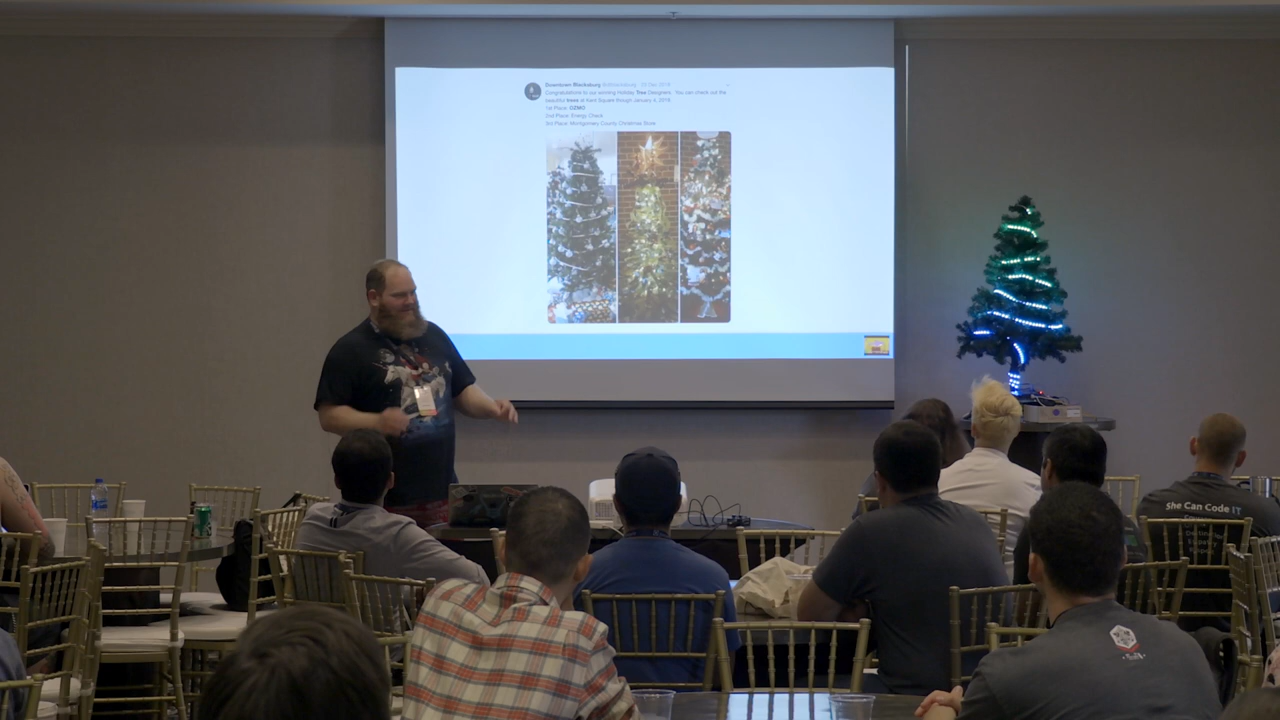 Downtown Blacksburg
Congratulations to our winning Holiday Tree Designers. You can check out the
beautiful trees at Kent Square though January 4, 2019
1st Place: OZMO
2nd Place: Energy Check
3rd Place: Montgomery County Christmas Store
She Can Code IT